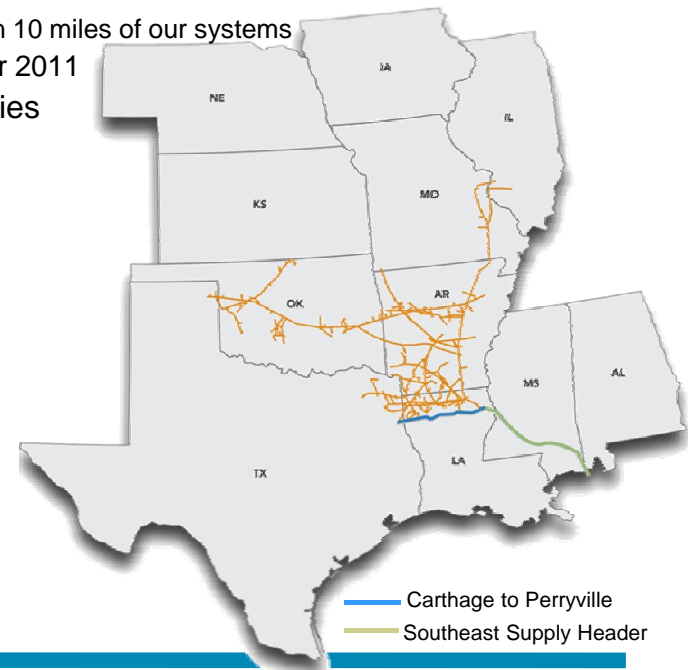 10 miles of our systems
2011
IA
NE
IL
MO
KS
AR
OK
MS
AL
LA
TX
Carthage to Perryville
Southeast Supply Header